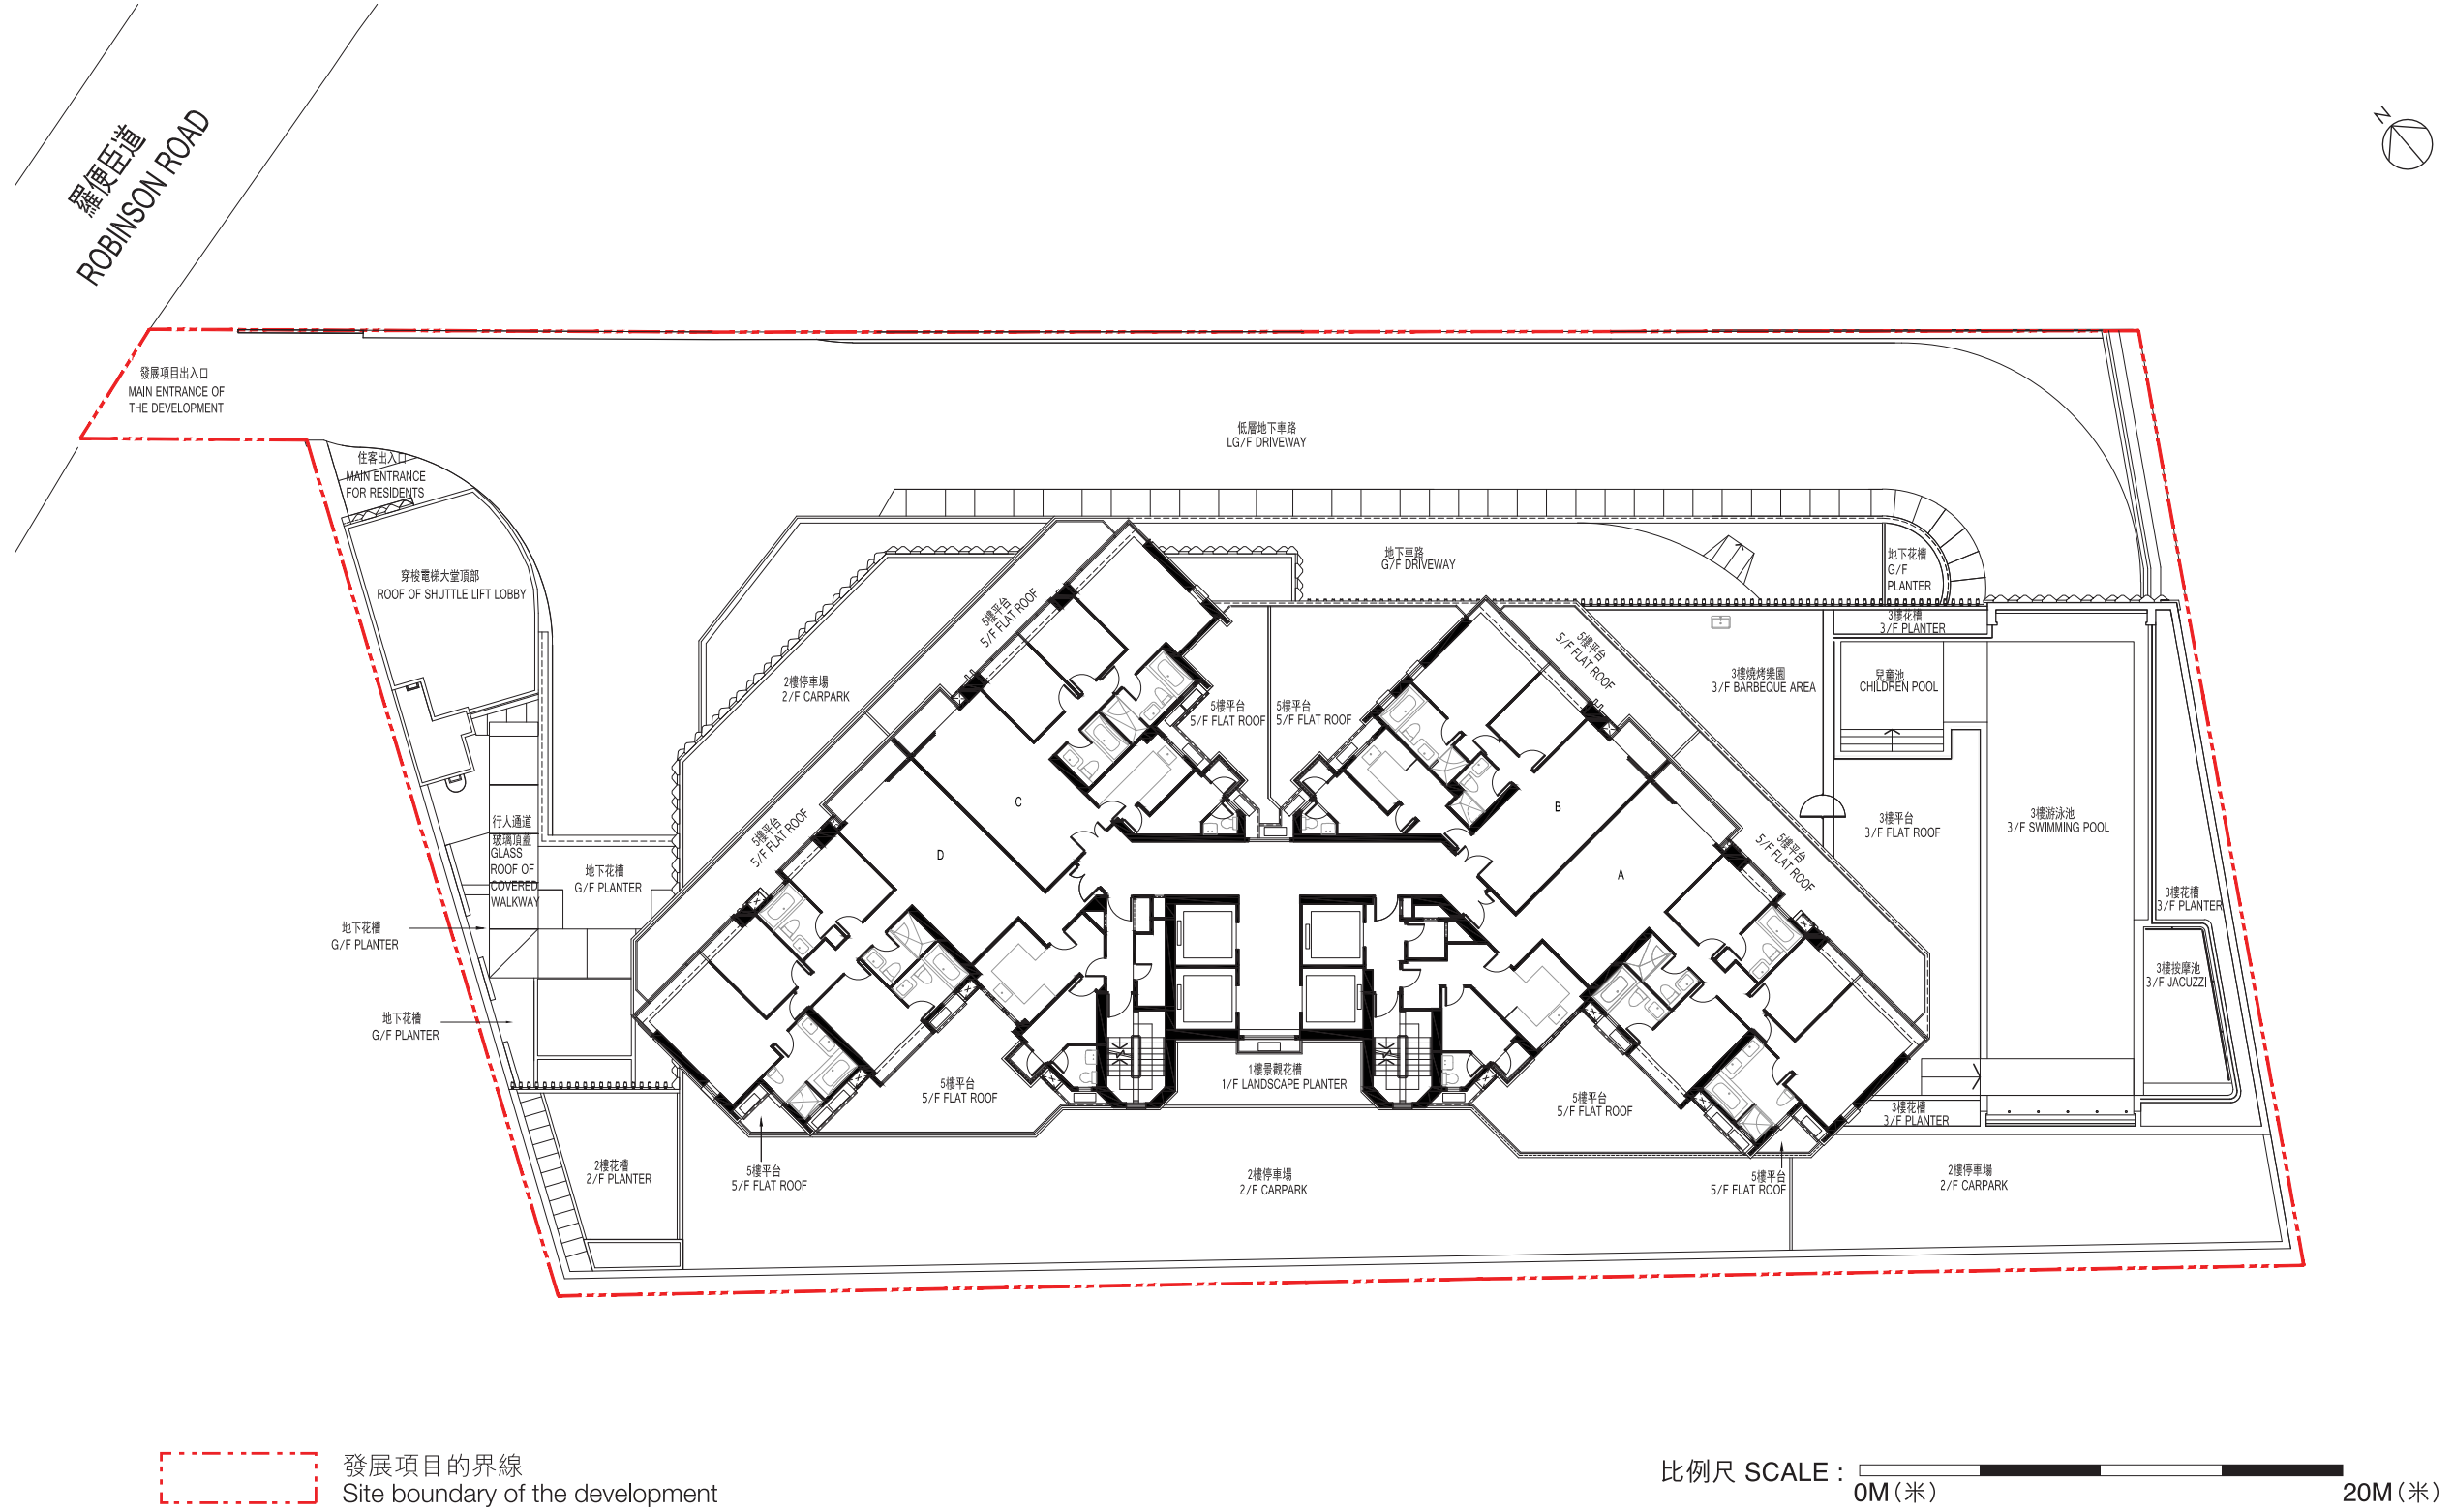 羅便臣道
ROBINSON ROAD
N
發展項目出入口
MAIN ENTRANCE OF
THE DEVELOPMENT
住客出入口
MAIN ENTRANCE
FOR RESIDENTS
低層地下車路
LG/F DRIVEWAY
穿梭電梯大堂頂部
ROOF OF SHUTTLE LIFT LOBBY
地下車路
G/F DRIVEWAY
地下花槽
G/F
PLANTER
5樓平台
5/F FLAT ROOF
5樓平台
5/F FLAT ROOF
3樓花槽
3/F PLANTER
2樓停車場
2/F CARPARK
5樓平台
5/F FLAT ROOF
5樓平台
5/F FLAT ROOF
3樓燒烤樂園
3/F BARBEQUE AREA
兒童池
CHILDREN POOL
C
B
5樓平台
5/F FLAT ROOF
行人通道
玻璃頂蓋
GLASS
ROOF OF
COVERED
WALKWAY
3樓平台
3/F FLAT ROOF
3樓游泳池
3/F SWIMMING POOL
D
A
5樓平台
5/F FLAT ROOF
地下花槽
G/F PLANTER
3樓花槽
3/F PLANTER
地下花槽
G/F PLANTER
3樓按摩池
3/F JACUZZI
地下花槽
G/F PLANTER
5樓平台
5/F FLAT ROOF
1樓景觀花槽
1/F LANDSCAPE PLANTER
5樓平台
5/F FLAT ROOF
3樓花槽
3/F PLANTER
2樓花槽
2/F PLANTER
5樓平台
5/F FLAT ROOF
2樓停車場
2/F CARPARK
5樓平台
5/F FLAT ROOF
2樓停車場
2/F CARPARK
發展項目的界線
Site boundary of the development
比例尺 SCALE :
0M(米) 20M(米)